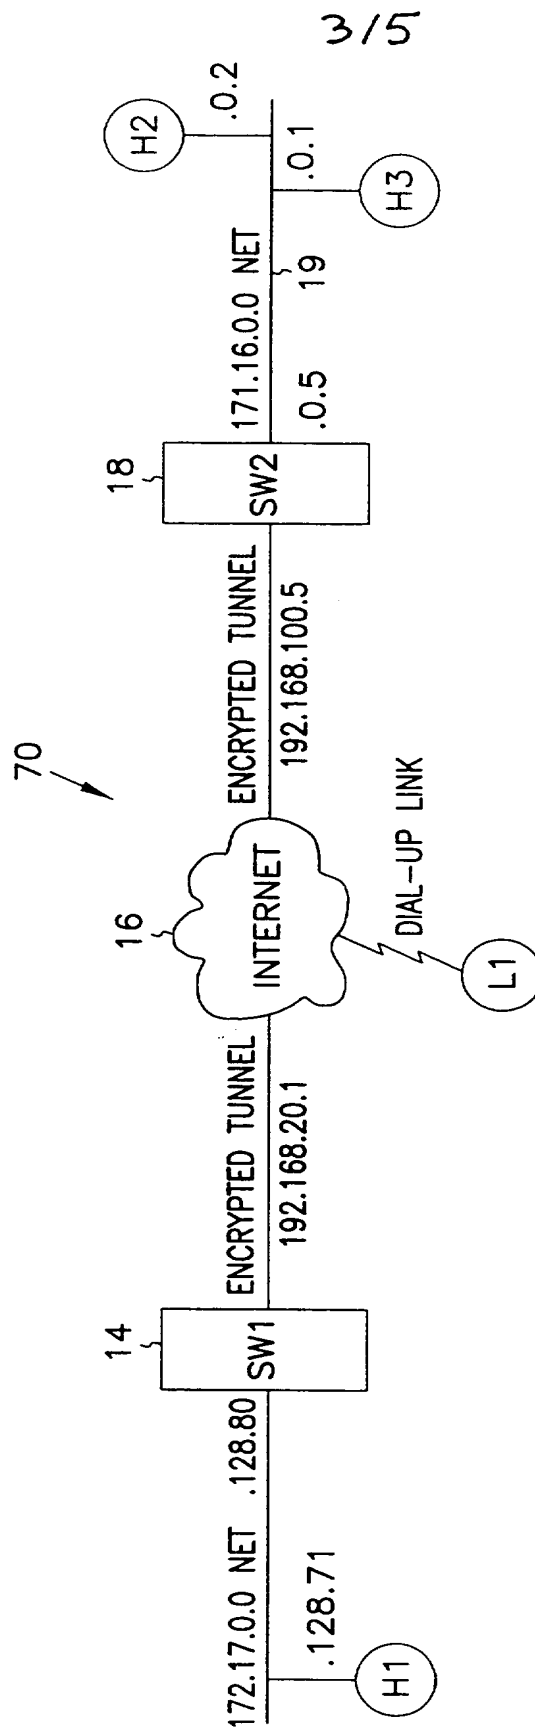 3/5
70
172.17.0.0 NET
.128.80
.128.71
H1
14
SW1
ENCRYPTED TUNNEL
192.168.20.1
16
INTERNET
DIAL-UP LINK
L1
ENCRYPTED TUNNEL
192.168.100.5
18
SW2
171.16.0.0 NET
.0.5
19
H2
.0.2
.0.1
H3